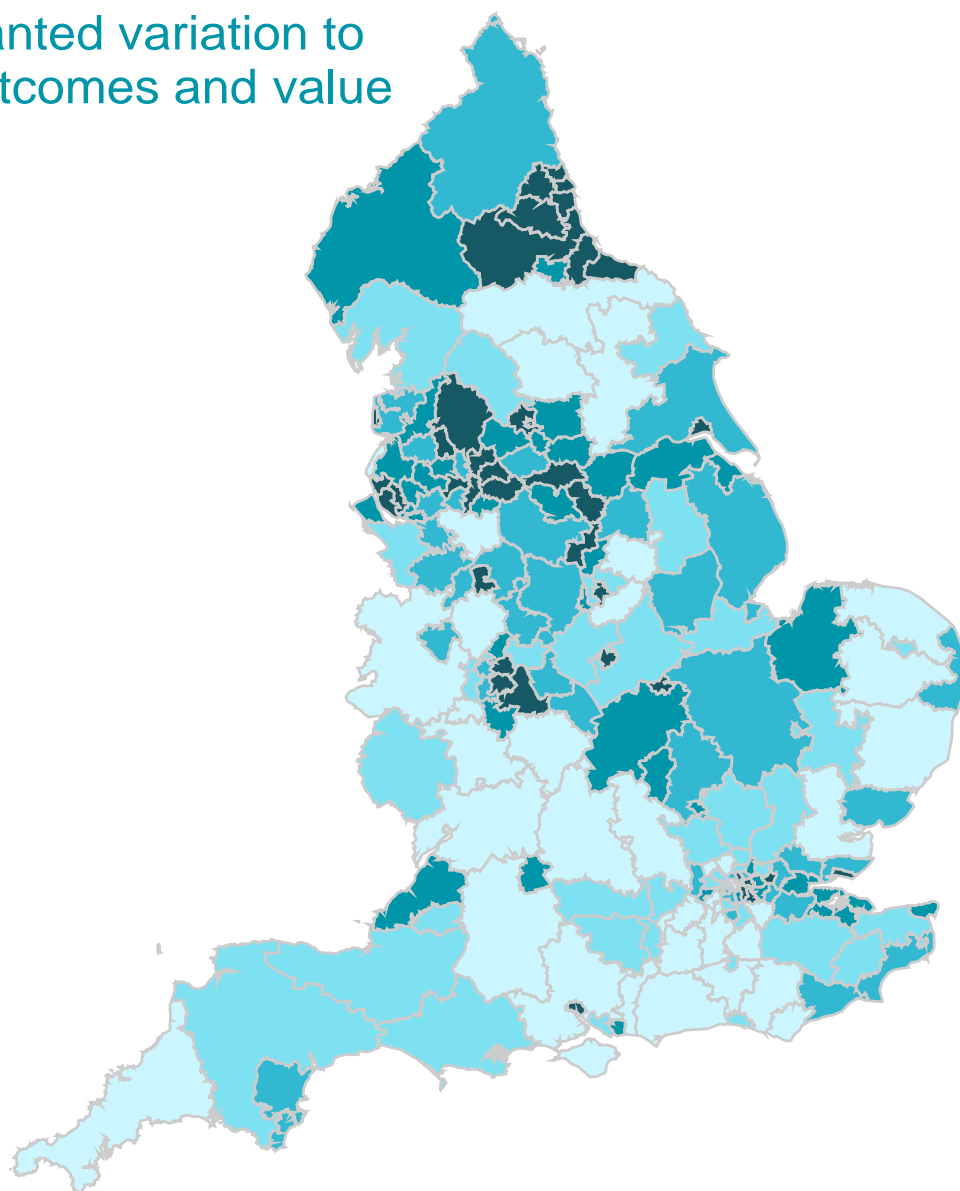 anted variation to
tcomes and value